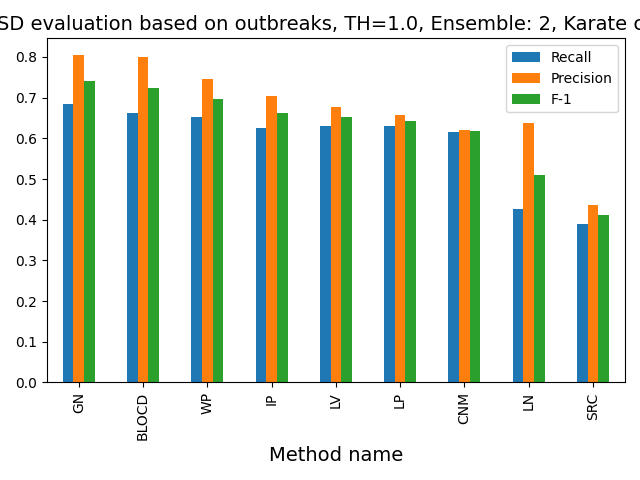 SD evaluation based on outbreaks, TH=1.0, Ensemble: 2, Karate
Recall
Precision
F-1
0.8
0.7
0.6
0.5
0.4
0.3
0.2
0.1
0.0
GN
BLOCD
WP
IP
LV
LP
CNM
LN
SRC
Method name